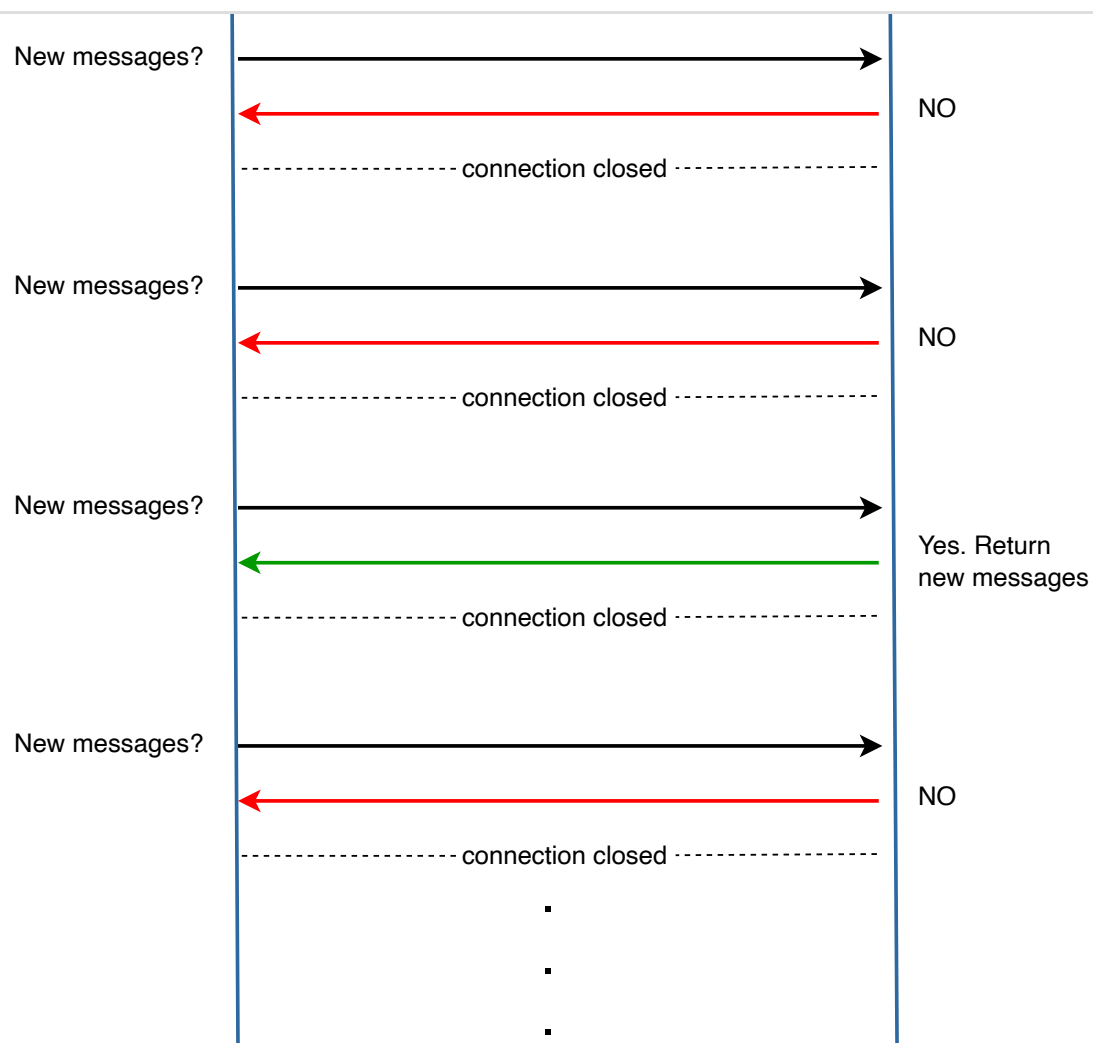 New messages?
NO
connection closed
New messages?
NO
connection closed
New messages?
Yes. Return
new messages
connection closed
New messages?
NO
connection closed